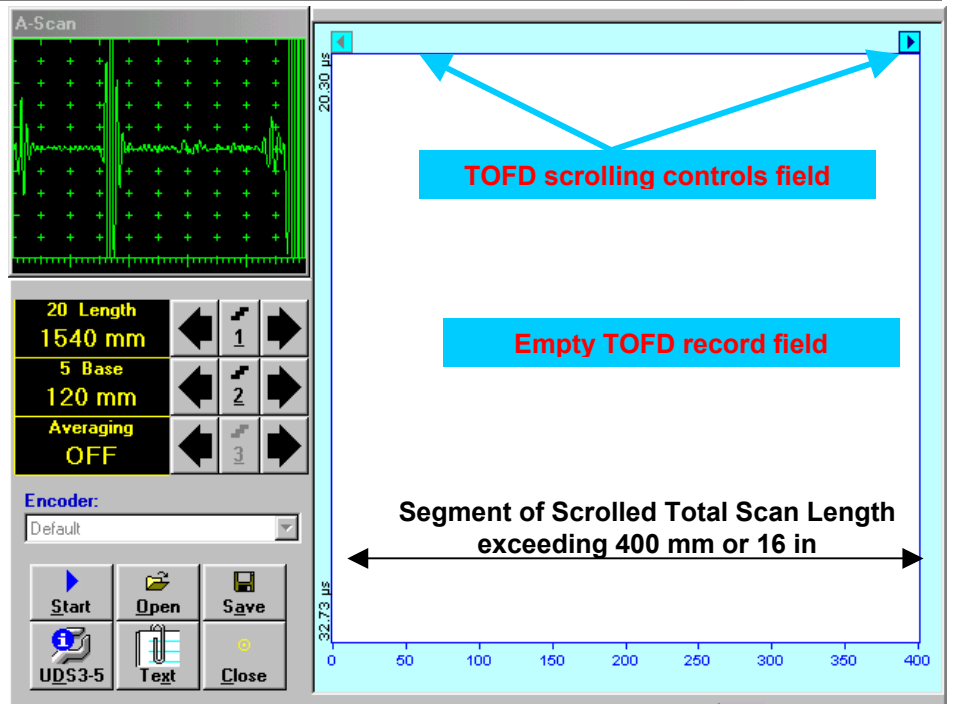 A-Scan
20 Length
1540 mm
1
5 Base
120 mm
2
Averaging
OFF
3
Encoder:
Default
Start
Open
Save
UDS3-5
Text
Close
20.30 µs
TOFD scrolling controls field
Empty TOFD record field
Segment of Scrolled Total Scan Length
exceeding 400 mm or 16 in
32.73 µs
0 50 100 150 200 250 300 350 400